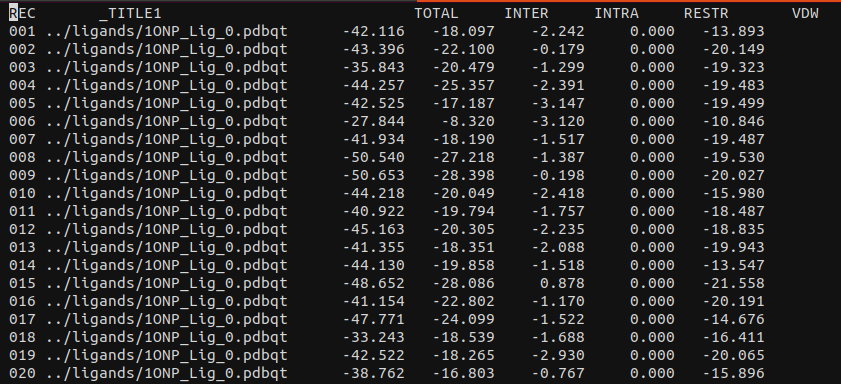 REC _TITLE1 TOTAL INTER INTRA RESTR VDW
001 ../ligands/1ONP_Lig_0.pdbqt -42.116 -18.097 -2.242 0.000 -13.893
002 ../ligands/1ONP_Lig_0.pdbqt -43.396 -22.100 -0.179 0.000 -20.149
003 ../ligands/1ONP_Lig_0.pdbqt -35.843 -20.479 -1.299 0.000 -19.323
004 ../ligands/1ONP_Lig_0.pdbqt -44.257 -25.357 -2.391 0.000 -19.483
005 ../ligands/1ONP_Lig_0.pdbqt -42.525 -17.187 -3.147 0.000 -19.499
006 ../ligands/1ONP_Lig_0.pdbqt -27.844 -8.320 -3.120 0.000 -10.846
007 ../ligands/1ONP_Lig_0.pdbqt -41.934 -18.190 -1.517 0.000 -19.487
008 ../ligands/1ONP_Lig_0.pdbqt -50.540 -27.218 -1.387 0.000 -19.530
009 ../ligands/1ONP_Lig_0.pdbqt -50.653 -28.398 -0.198 0.000 -20.027
010 ../ligands/1ONP_Lig_0.pdbqt -44.218 -20.049 -2.418 0.000 -15.980
011 ../ligands/1ONP_Lig_0.pdbqt -40.922 -19.794 -1.757 0.000 -18.487
012 ../ligands/1ONP_Lig_0.pdbqt -45.163 -20.305 -2.235 0.000 -18.835
013 ../ligands/1ONP_Lig_0.pdbqt -41.355 -18.351 -2.088 0.000 -19.943
014 ../ligands/1ONP_Lig_0.pdbqt -44.130 -19.858 -1.518 0.000 -13.547
015 ../ligands/1ONP_Lig_0.pdbqt -48.652 -28.086 0.878 0.000 -21.558
016 ../ligands/1ONP_Lig_0.pdbqt -41.154 -22.802 -1.170 0.000 -20.191
017 ../ligands/1ONP_Lig_0.pdbqt -47.771 -24.099 -1.522 0.000 -14.676
018 ../ligands/1ONP_Lig_0.pdbqt -33.243 -18.539 -1.688 0.000 -16.411
019 ../ligands/1ONP_Lig_0.pdbqt -42.522 -18.265 -2.930 0.000 -20.065
020 ../ligands/1ONP_Lig_0.pdbqt -38.762 -16.803 -0.767 0.000 -15.896